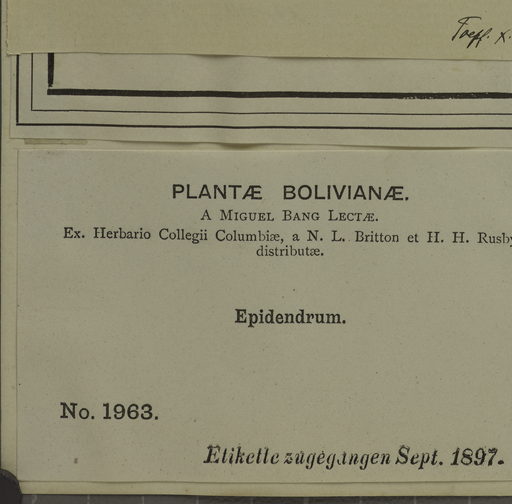 PLANTÆ BOLIVIANÆ.
A MIGUEL BANG LECTÆ.
Ex. Herbario Collegii Columbiæ, a N. L. Britton et H. H. Rusby
distributæ.
Epidendrum.
No. 1963.
Etikette zugegangen Sept. 1897.